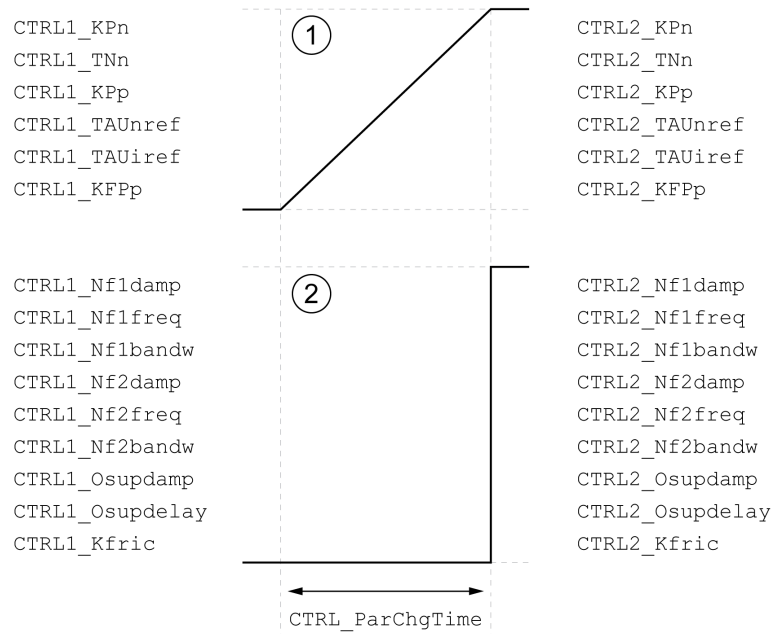 CTRL1_KPn
CTRL1_TNn
CTRL1_KPp
CTRL1_TAUnref
CTRL1_TAUiref
CTRL1_KFPp
1
CTRL2_KPn
CTRL2_TNn
CTRL2_KPp
CTRL2_TAUnref
CTRL2_TAUiref
CTRL2_KFPp
CTRL1_Nf1damp
CTRL1_Nf1freq
CTRL1_Nf1bandw
CTRL1_Nf2damp
CTRL1_Nf2freq
CTRL1_Nf2bandw
CTRL1_Osupdamp
CTRL1_Osupdelay
CTRL1_Kfric
2
CTRL2_Nf1damp
CTRL2_Nf1freq
CTRL2_Nf1bandw
CTRL2_Nf2damp
CTRL2_Nf2freq
CTRL2_Nf2bandw
CTRL2_Osupdamp
CTRL2_Osupdelay
CTRL2_Kfric
CTRL_ParChgTime